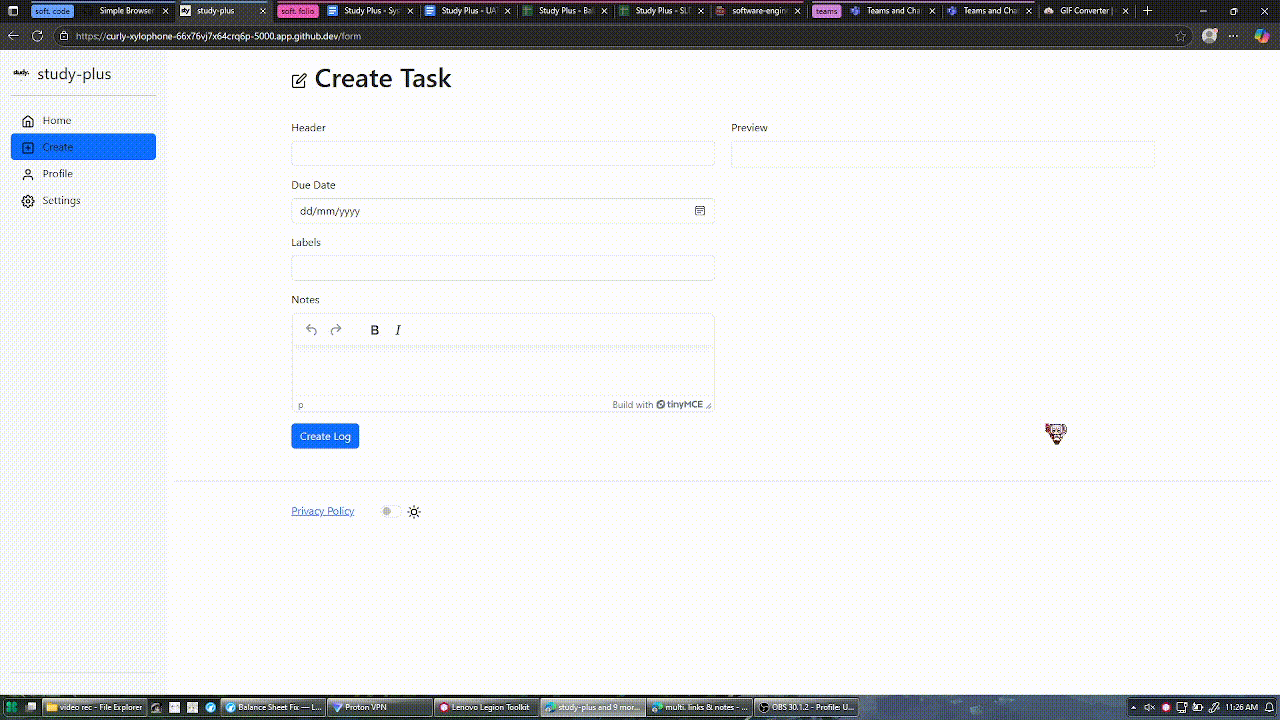 soft. code
Simple Browser
study-plus
soft. folio
Study Plus - Sys
Study Plus - UAT
Study Plus - Bal
Study Plus - SLD
software-engin
teams
Teams and Cha
Teams and Cha
GIF Converter |
https://curly-xylophone-66x76vj7x64crq6p-5000.app.github.dev/form
study.
study-plus
Home
Create
Profile
Settings
Create Task
Header
Preview
Due Date
dd/mm/yyyy
Labels
Notes
B I
p
Build with tinyMCE
Create Log
Privacy Policy
video rec - File Explorer
Balance Sheet Fix — L...
Proton VPN
Lenovo Legion Toolkit
study-plus and 9 mor...
multi. links & notes - ...
OBS 30.1.2 - Profile: U...
11:26 AM